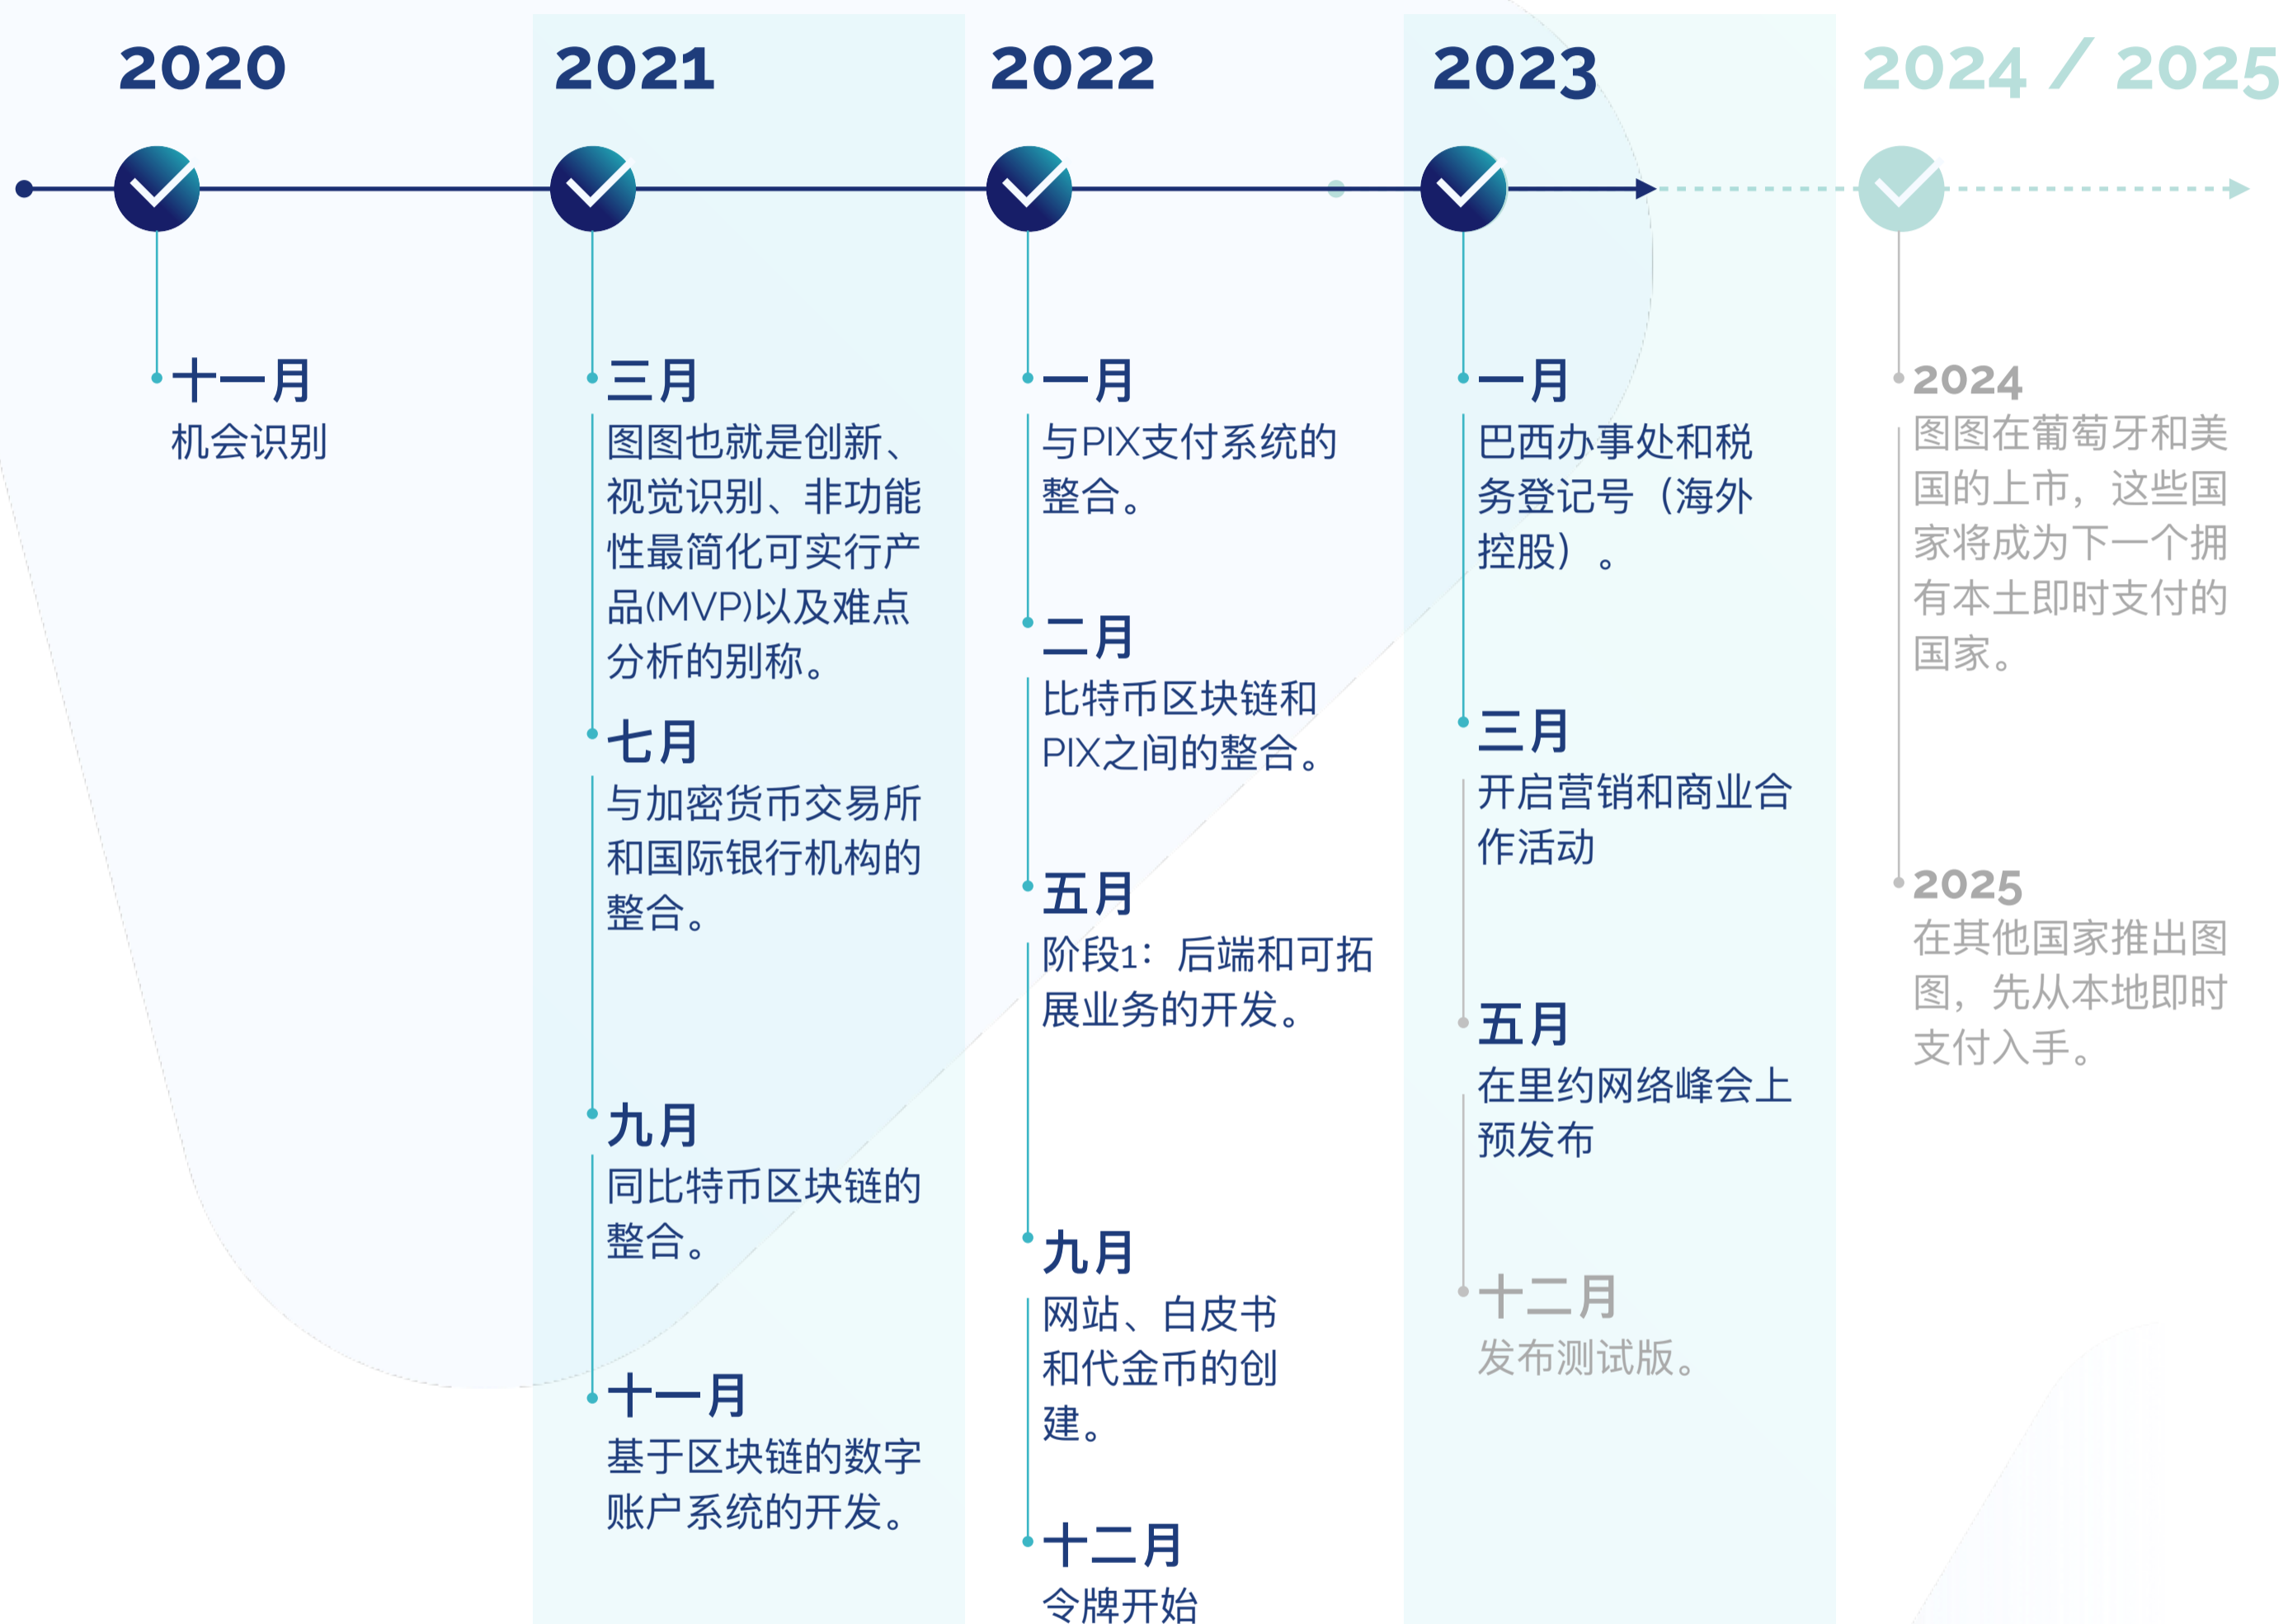 2020
2021
2022
2023
2024 / 2025
十一月
机会识别
三月
图图也就是创新、
视觉识别、非功能
性最简化可实行产
品(MVP)以及难点
分析的别称。
七月
与加密货币交易所
和国际银行机构的
整合。
九月
同比特币区块链的
整合。
十一月
基于区块链的数字
账户系统的开发。
一月
与PIX支付系统的
整合。
二月
比特币区块链和
PIX之间的整合。
五月
阶段1：后端和可拓
展业务的开发。
九月
网站、白皮书
和代金币的创
建。
十二月
令牌开始
一月
巴西办事处和税
务登记号（海外
控股）。
三月
开启营销和商业合
作活动
五月
在里约网络峰会上
预发布
十二月
发布测试版。
2024
图图在葡萄牙和美
国的上市，这些国
家将成为下一个拥
有本土即时支付的
国家。
2025
在其他国家推出图
图，先从本地即时
支付入手。